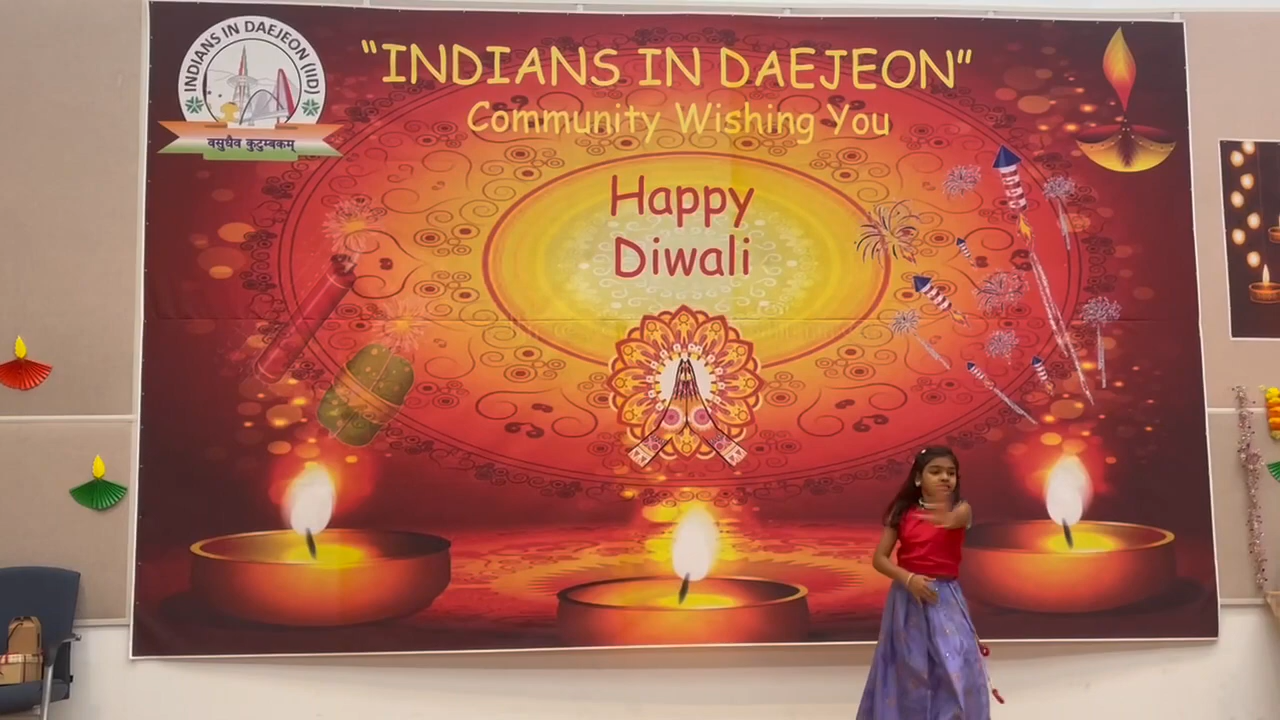 INDIANS IN DAEJEON (IID)
वसुधैव कुटुम्बकम्
"INDIANS IN DAEJEON"
Community Wishing You
Happy
Diwali